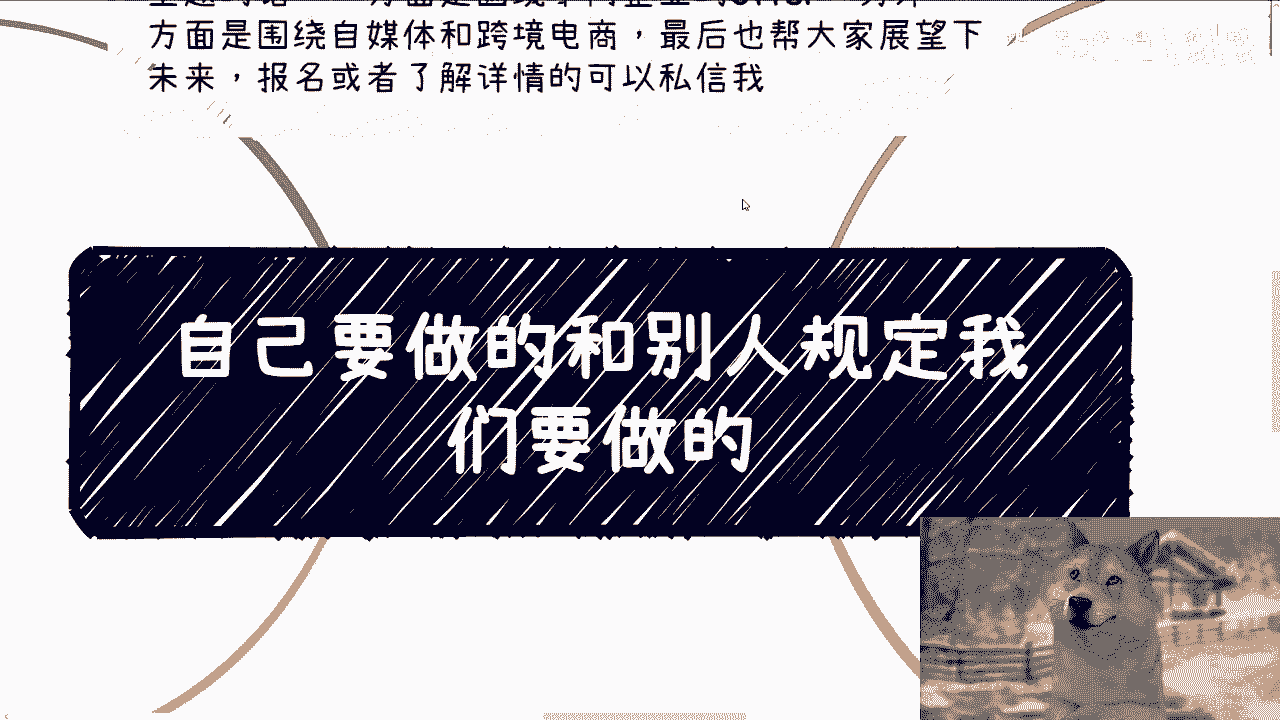 方面是围绕自媒体和跨境电商，最后也帮大家展望下
未来，报名或者了解详情的可以私信我
自己要做的和别人规定我
们要做的